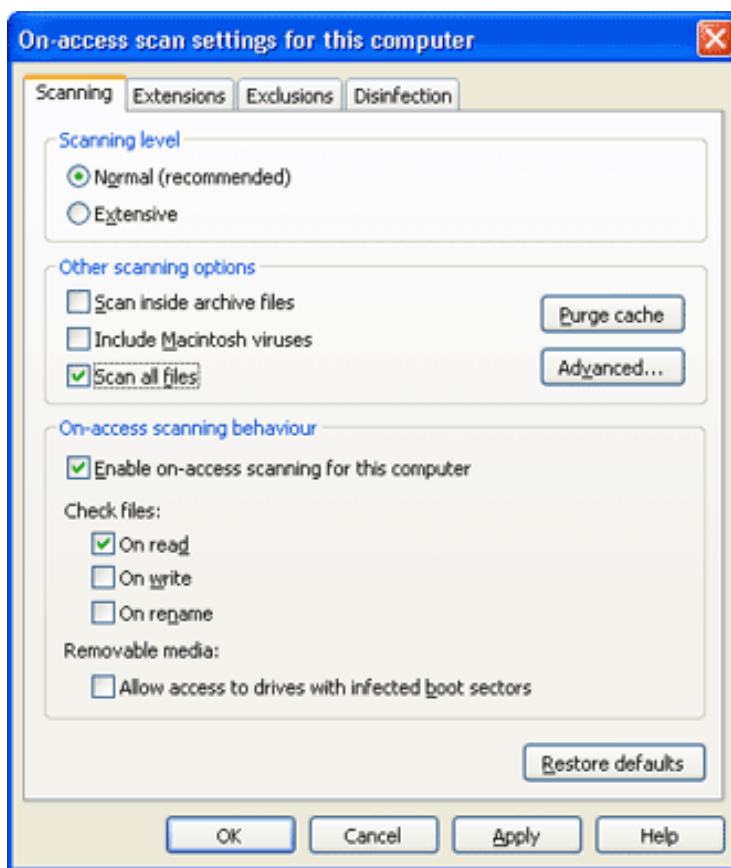 On-access scan settings for this computer
Scanning Extensions Exclusions Disinfection
Scanning level
Normal (recommended)
Extensive
Other scanning options
Scan inside archive files
Purge cache
Include Macintosh viruses
Scan all files
Advanced...
On-access scanning behaviour
Enable on-access scanning for this computer
Check files:
On read
On write
On rename
Removable media:
Allow access to drives with infected boot sectors
Restore defaults
OK Cancel Apply Help